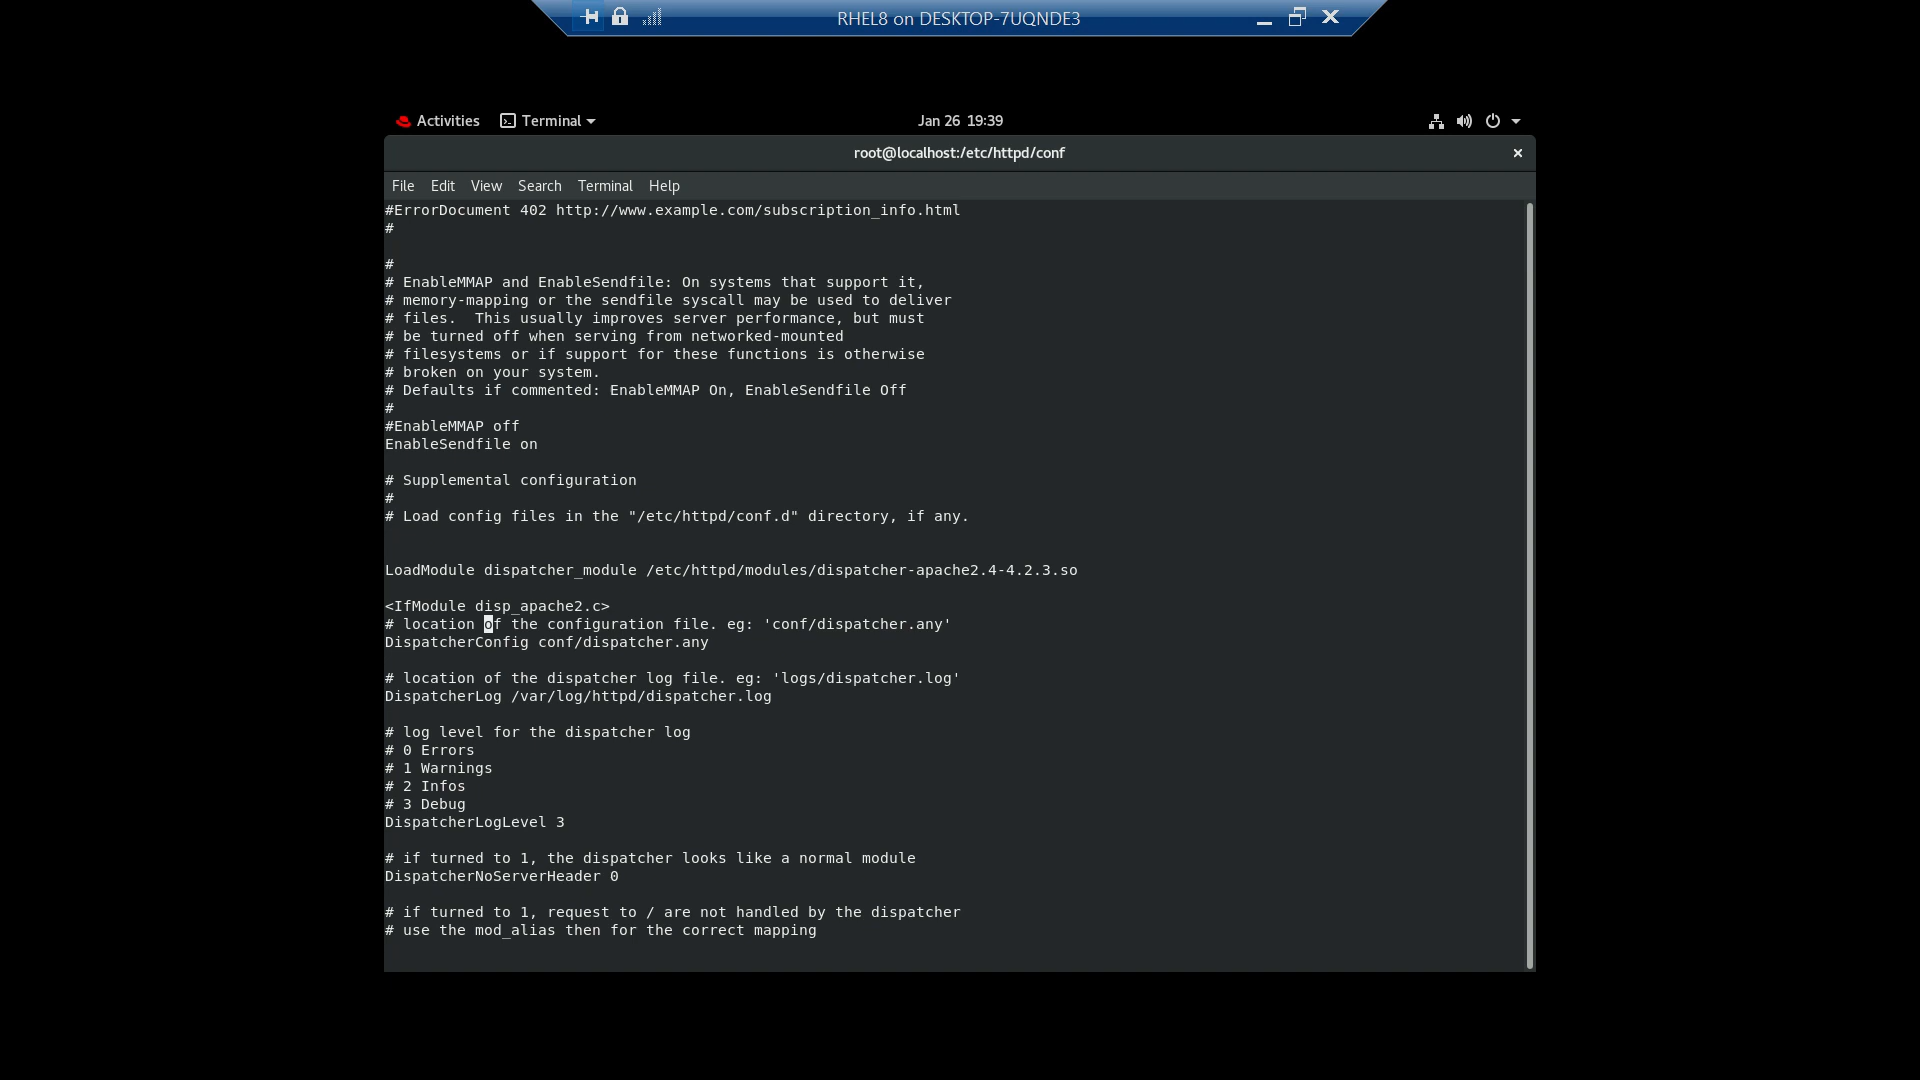 RHEL8 on DESKTOP-7UQNDE3
Activities Terminal Jan 26 19:39
root@localhost:/etc/httpd/conf
File Edit View Search Terminal Help
#ErrorDocument 402 http://www.example.com/subscription_info.html
#
#
# EnableMMAP and EnableSendfile: On systems that support it,
# memory-mapping or the sendfile syscall may be used to deliver
# files.  This usually improves server performance, but must
# be turned off when serving from networked-mounted
# filesystems or if support for these functions is otherwise
# broken on your system.
# Defaults if commented: EnableMMAP On, EnableSendfile Off
#
#EnableMMAP off
EnableSendfile on
# Supplemental configuration
#
# Load config files in the "/etc/httpd/conf.d" directory, if any.
LoadModule dispatcher_module /etc/httpd/modules/dispatcher-apache2.4-4.2.3.so
<IfModule disp_apache2.c>
# location of the configuration file. eg: 'conf/dispatcher.any'
DispatcherConfig conf/dispatcher.any
# location of the dispatcher log file. eg: 'logs/dispatcher.log'
DispatcherLog /var/log/httpd/dispatcher.log
# log level for the dispatcher log
# 0 Errors
# 1 Warnings
# 2 Infos
# 3 Debug
DispatcherLogLevel 3
# if turned to 1, the dispatcher looks like a normal module
DispatcherNoServerHeader 0
# if turned to 1, request to / are not handled by the dispatcher
# use the mod_alias then for the correct mapping